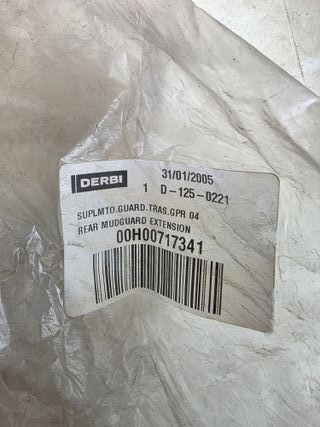 DERBI
31/01/2005
1 D-125-0221
SUPLMTO.GUARD.TRAS.GPR 04
REAR MUDGUARD EXTENSION
00H00717341